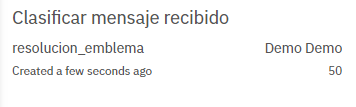 Clasificar mensaje recibido
resolucion_emblema Demo Demo
Created a few seconds ago 50